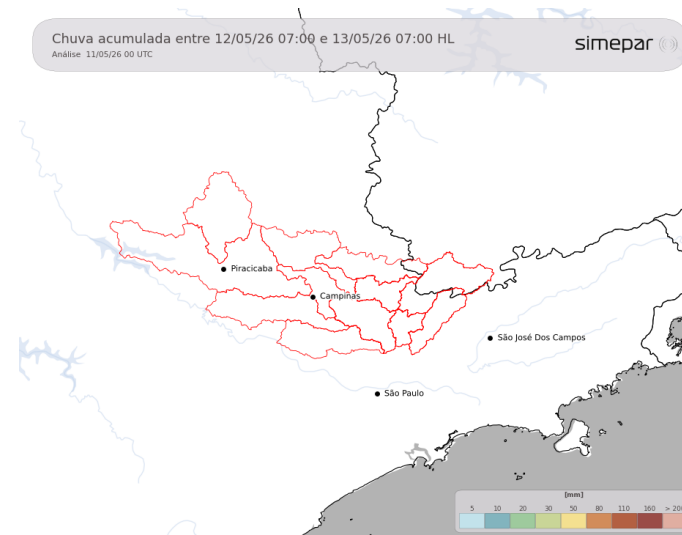 Chuva acumulada entre 12/05/26 07:00 e 13/05/26 07:00 HL
Análise 11/05/26 00 UTC
simepar
Piracicaba
Campinas
São José Dos Campos
São Paulo
[mm]
5 10 20 30 50 80 110 160 > 200